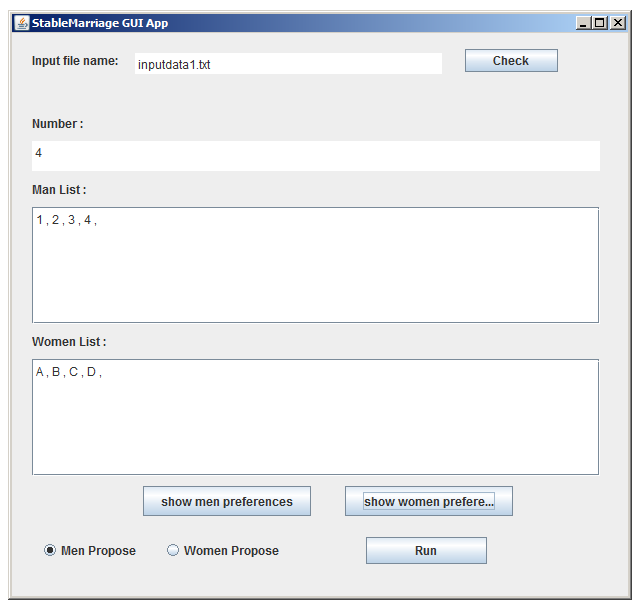 StableMarriage GUI App
Input file name: inputdata1.txt Check
Number :
4
Man List :
1 , 2 , 3 , 4 ,
Women List :
A , B , C , D ,
show men preferences show women prefere...
Men Propose Women Propose Run